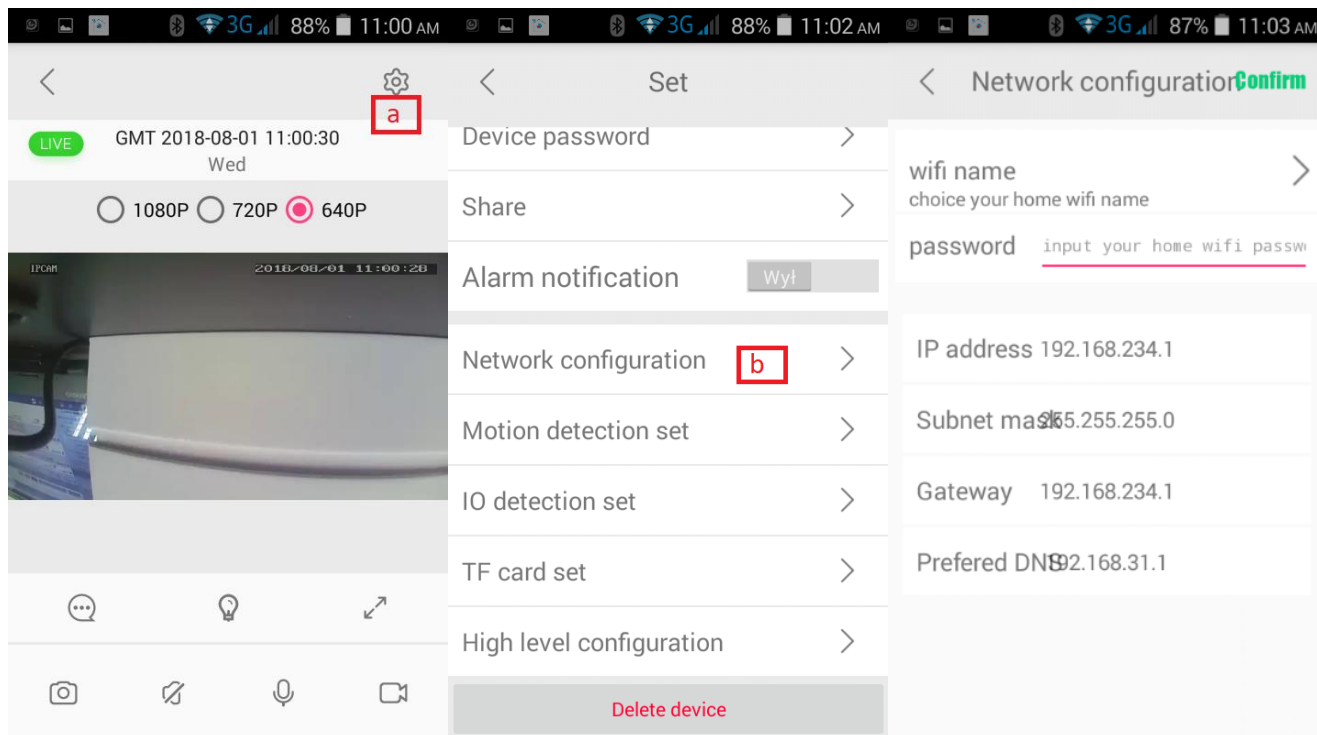 3G 88% 11:00 AM
a
LIVE
GMT 2018-08-01 11:00:30
Wed
1080P 720P 640P
IPCAM 2018/08/01 11:00:28
3G 88% 11:02 AM
Set
Device password
Share
Alarm notification Wył
Network configuration b
Motion detection set
IO detection set
TF card set
High level configuration
Delete device
3G 87% 11:03 AM
Network configuration Confirm
wifi name
choice your home wifi name
password input your home wifi passw
IP address 192.168.234.1
Subnet mask 255.255.255.0
Gateway 192.168.234.1
Prefered DNS 192.168.31.1